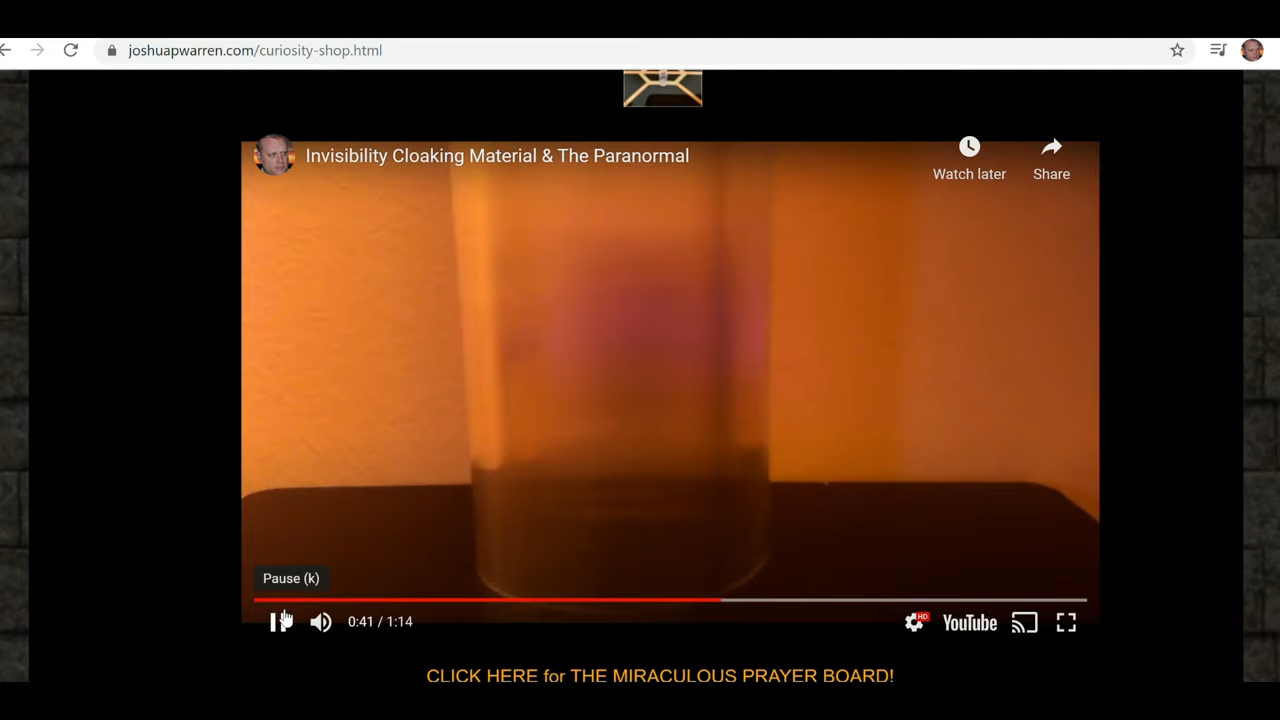 joshuapwarren.com/curiosity-shop.html
Invisibility Cloaking Material & The Paranormal
Watch later
Share
Pause (k)
0:41 / 1:14
HD
YouTube
CLICK HERE for THE MIRACULOUS PRAYER BOARD!